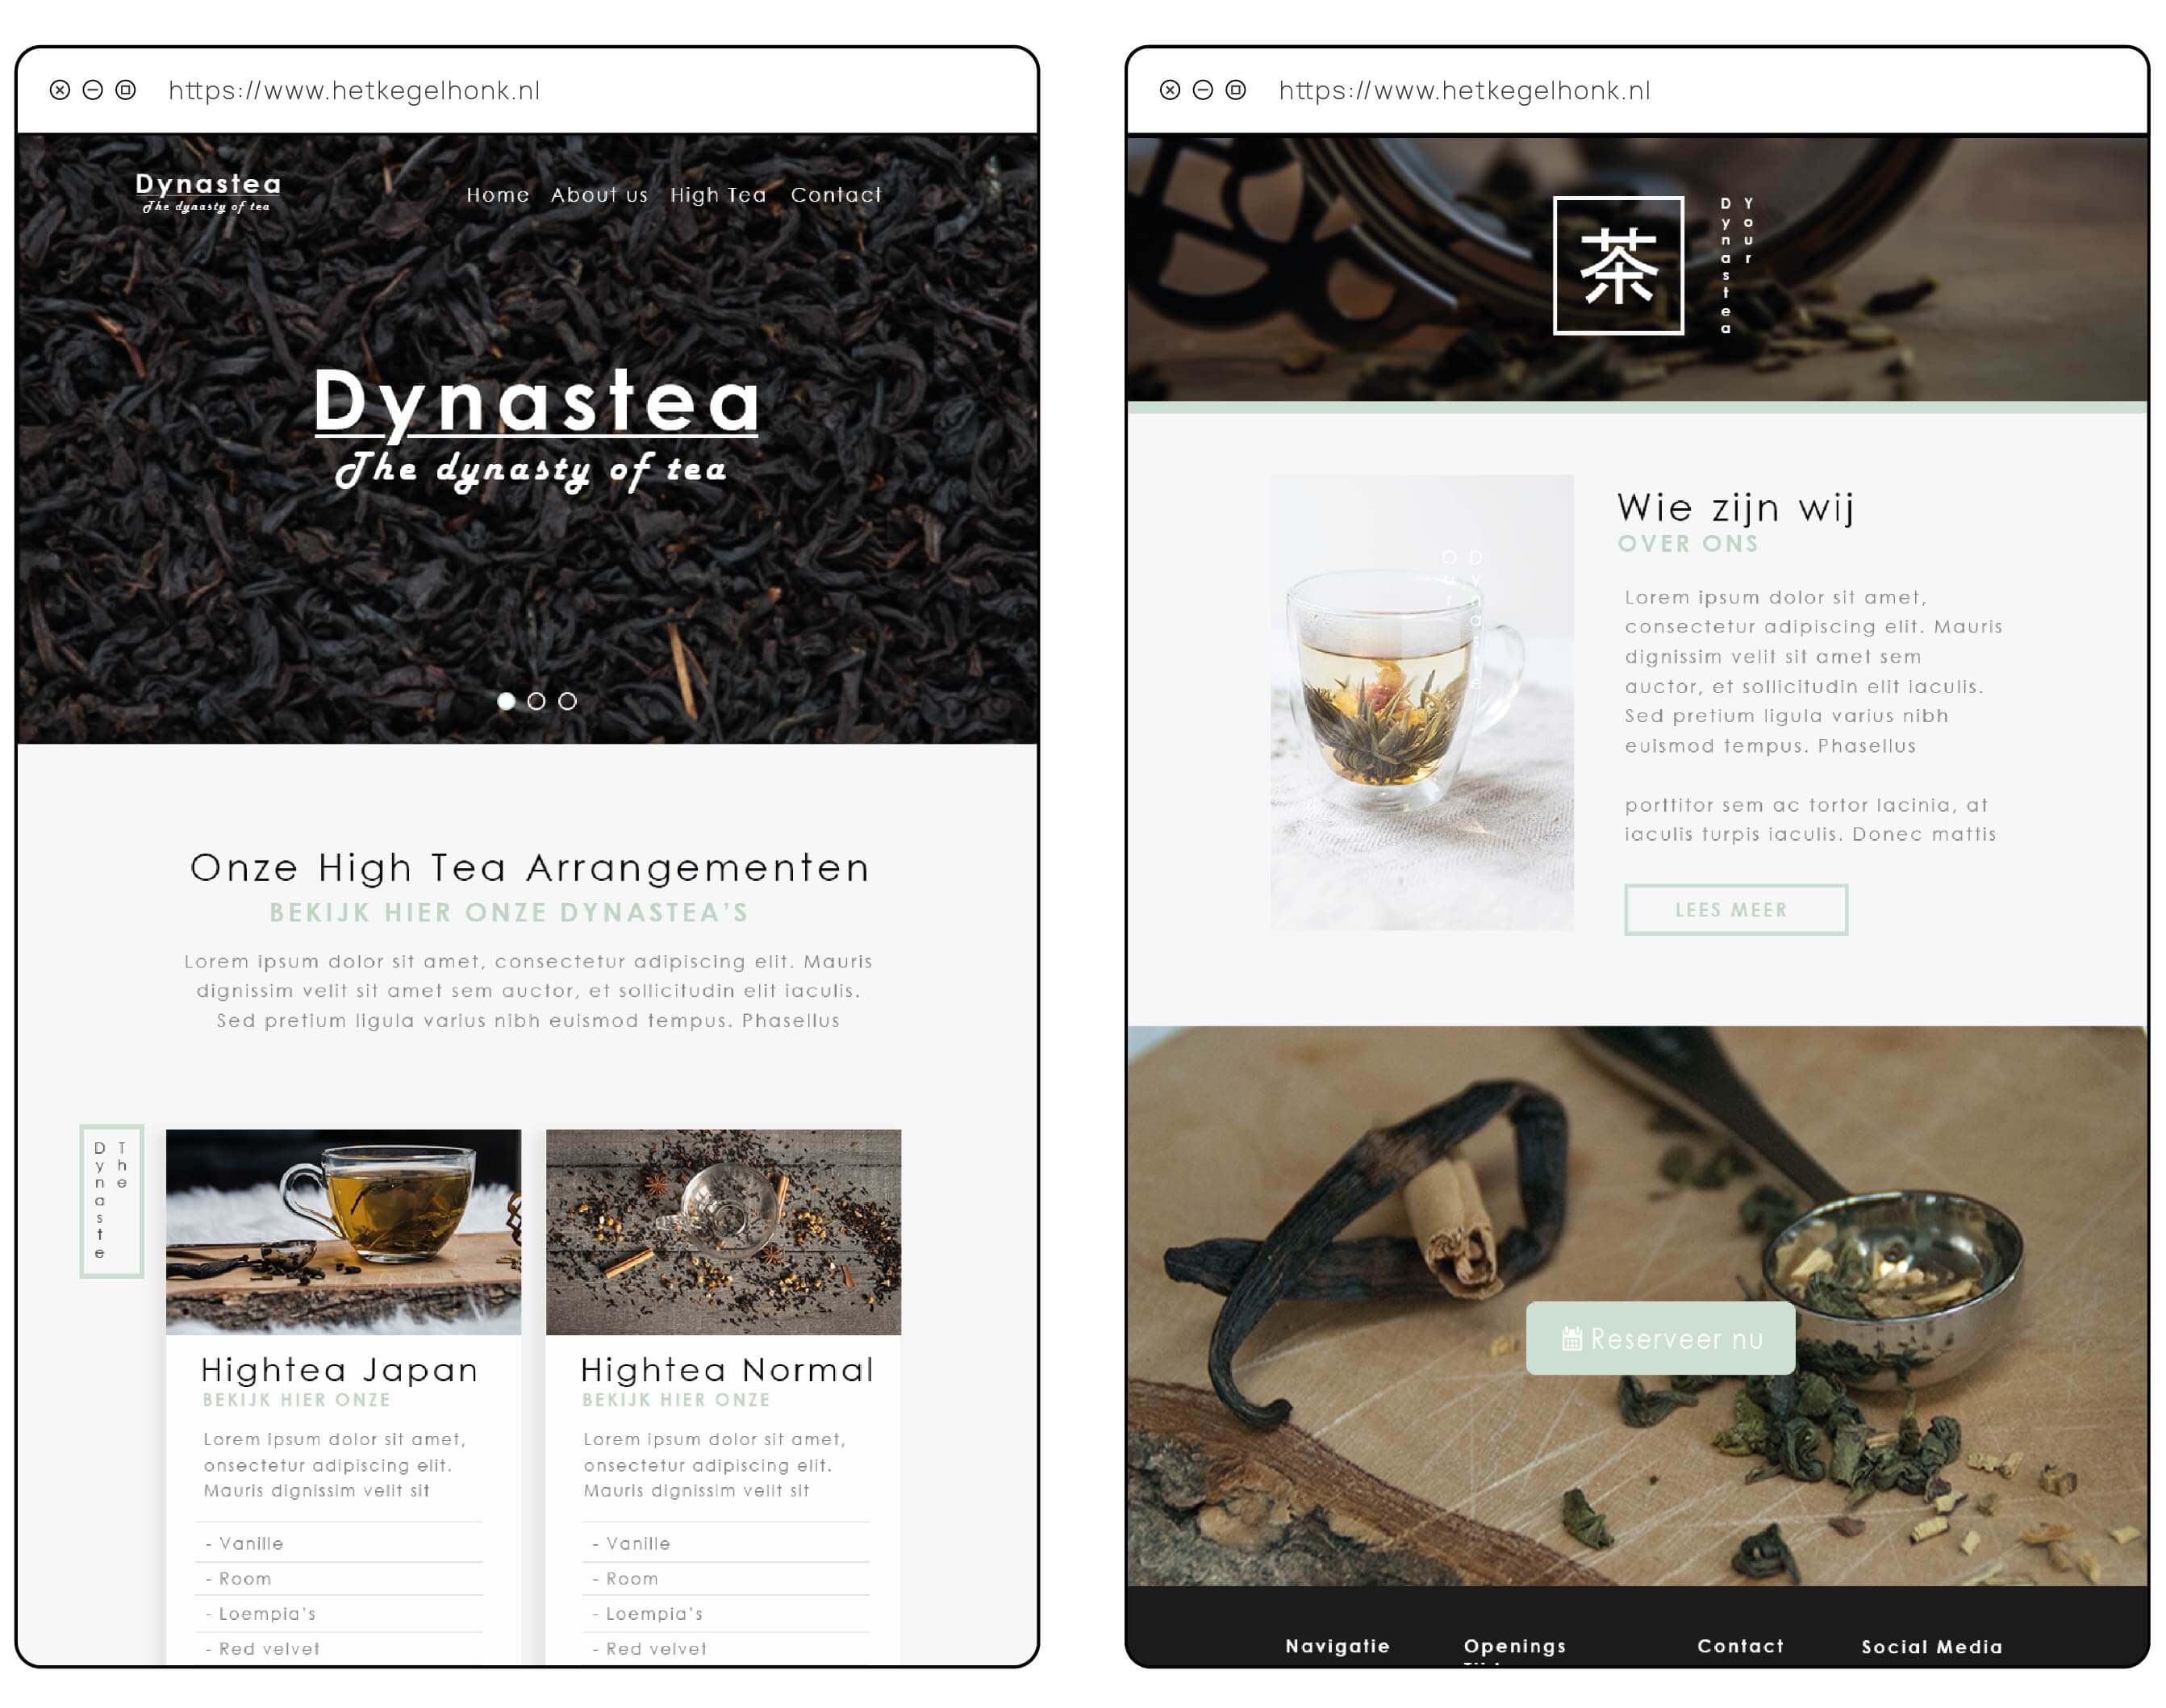 https://www.hetkegelhonk.nl
Dynastea
The dynasty of tea
Home About us High Tea Contact
Dynastea
The dynasty of tea
Onze High Tea Arrangementen
BEKIJK HIER ONZE DYNASTEA'S
Lorem ipsum dolor sit amet, consectetur adipiscing elit. Mauris
dignissim velit sit amet sem auctor, et sollicitudin elit iaculis.
Sed pretium ligula varius nibh euismod tempus. Phasellus
The
Dynaste
Hightea Japan
BEKIJK HIER ONZE
Lorem ipsum dolor sit amet,
onsectetur adipiscing elit.
Mauris dignissim velit sit
- Vanille
- Room
- Loempia's
- Red velvet
Hightea Normal
BEKIJK HIER ONZE
Lorem ipsum dolor sit amet,
onsectetur adipiscing elit.
Mauris dignissim velit sit
- Vanille
- Room
- Loempia's
- Red velvet
https://www.hetkegelhonk.nl
茶
Your
Dynastea
Wie zijn wij
OVER ONS
Lorem ipsum dolor sit amet,
consectetur adipiscing elit. Mauris
dignissim velit sit amet sem
auctor, et sollicitudin elit iaculis.
Sed pretium ligula varius nibh
euismod tempus. Phasellus
porttitor sem ac tortor lacinia, at
iaculis turpis iaculis. Donec mattis
LEES MEER
Reserveer nu
Navigatie
Openings
Contact
Social Media